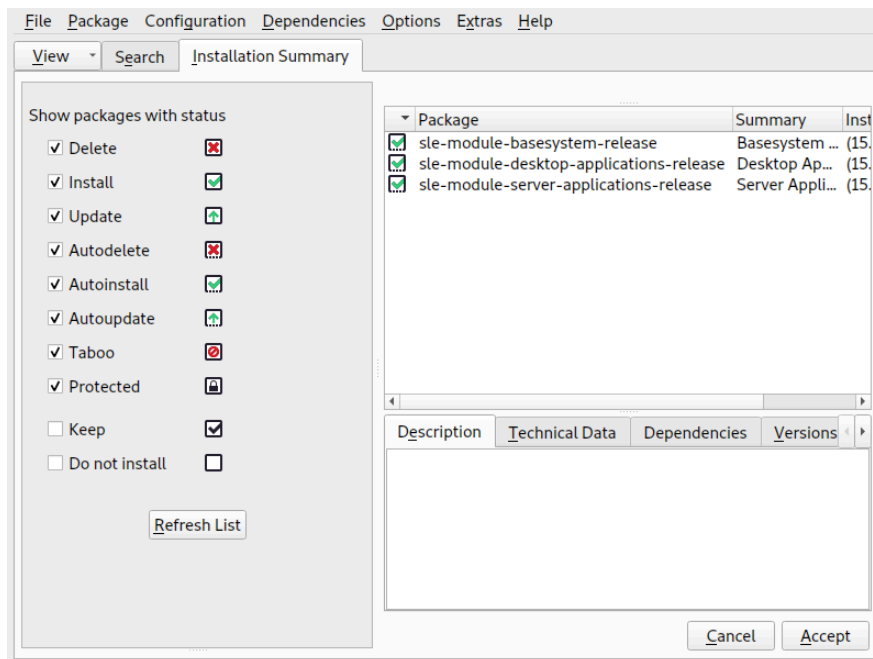 File Package Configuration Dependencies Options Extras Help
View Search Installation Summary
Show packages with status
Delete
Install
Update
Autodelete
Autoinstall
Autoupdate
Taboo
Protected
Keep
Do not install
Refresh List
Package Summary Inst
sle-module-basesystem-release Basesystem ... (15.
sle-module-desktop-applications-release Desktop Ap... (15.
sle-module-server-applications-release Server Appli... (15.
Description Technical Data Dependencies Versions
Cancel Accept